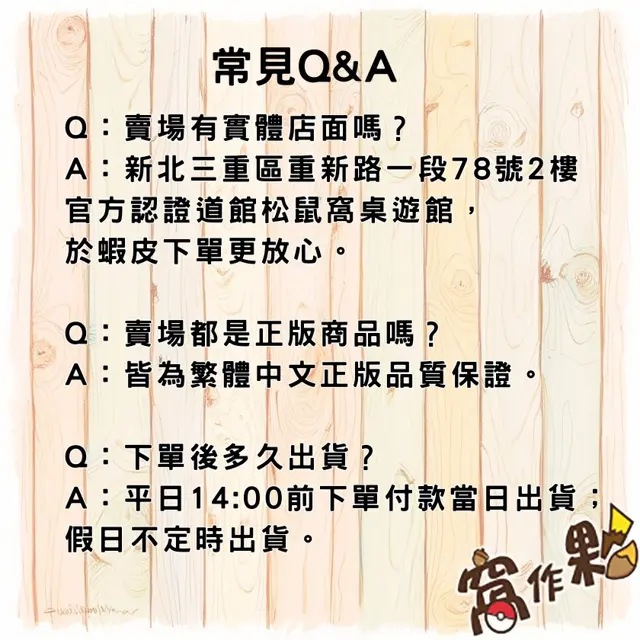 常見Q&A
Q：賣場有實體店面嗎？
A：新北三重區重新路一段78號2樓
官方認證道館松鼠窩桌遊館，
於蝦皮下單更放心。
Q：賣場都是正版商品嗎？
A：皆為繁體中文正版品質保證。
Q：下單後多久出貨？
A：平日14:00前下單付款當日出貨；
假日不定時出貨。
窩作夥